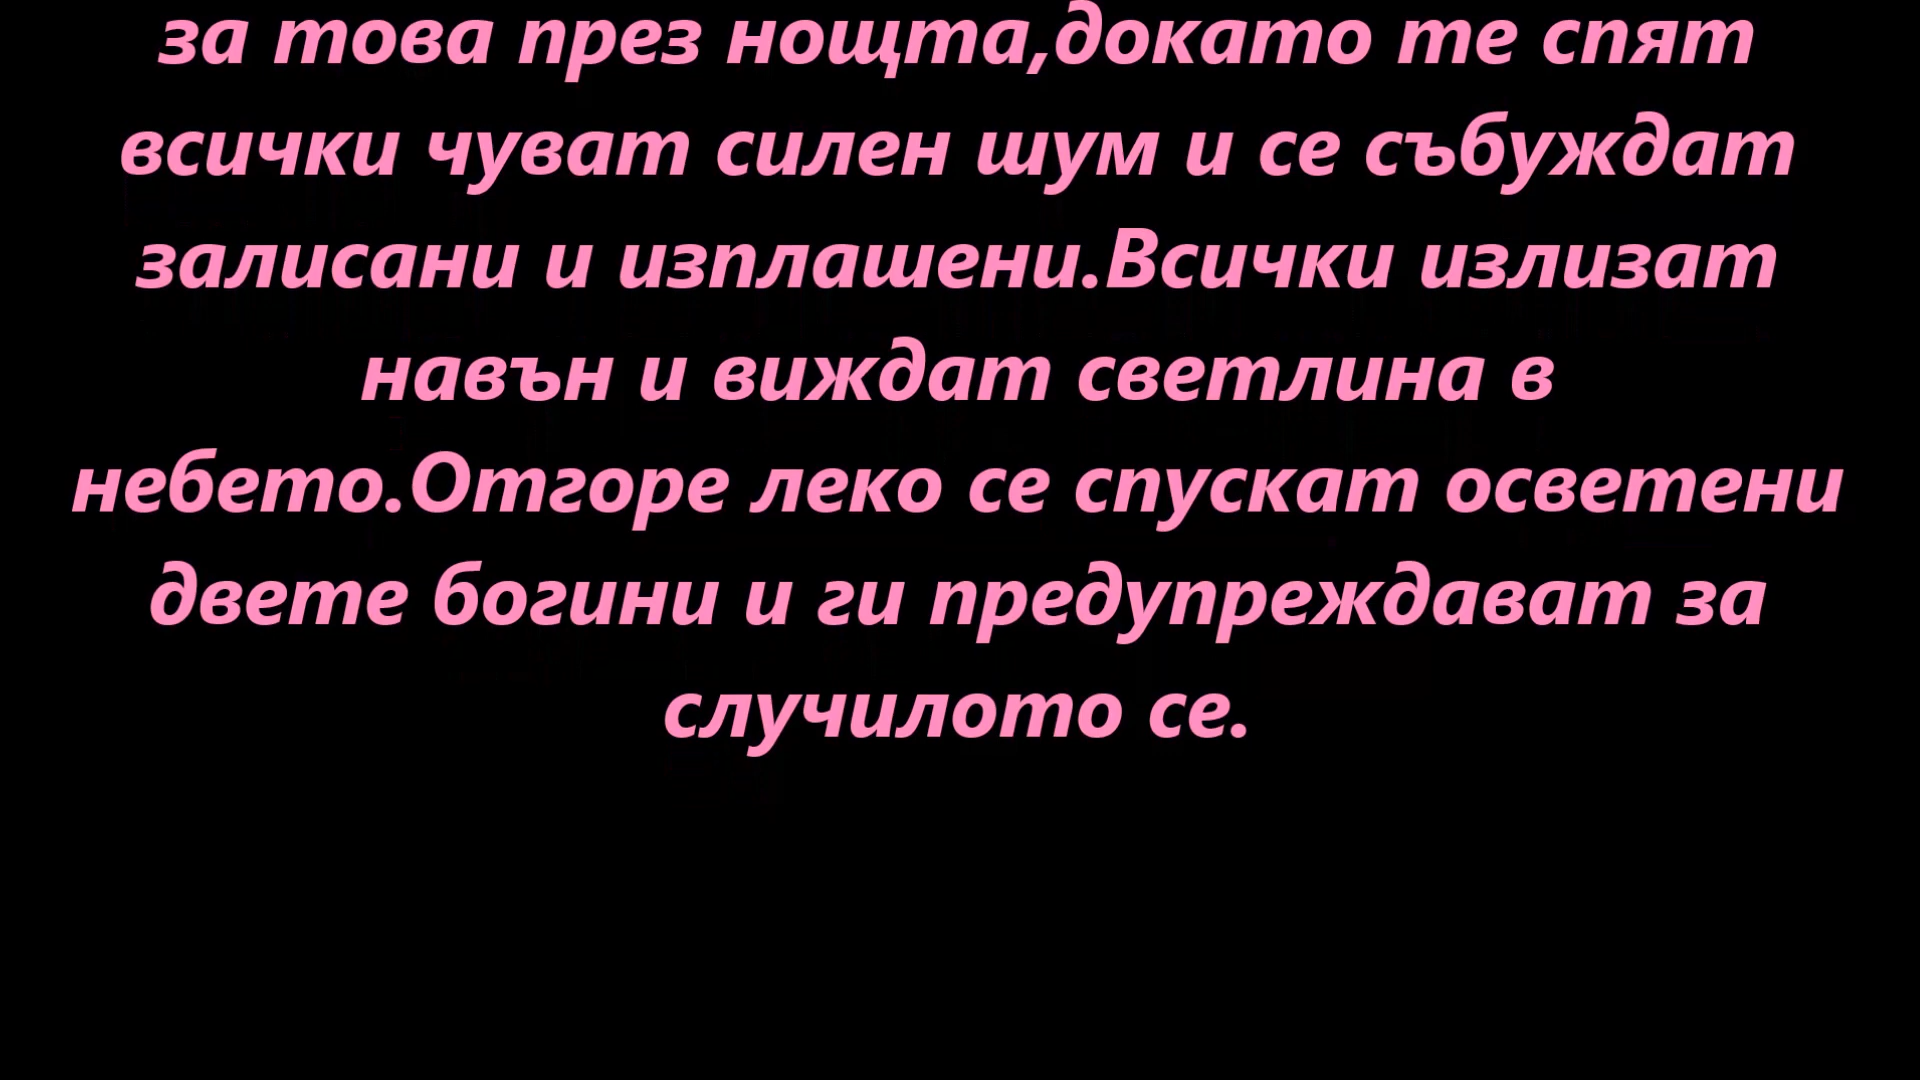 за това през нощта,докато те спят
всички чуват силен шум и се събуждат
залисани и изплашени.Всички излизат
навън и виждат светлина в
небето.Отгоре леко се спускат осветени
двете богини и ги предупреждават за
случилото се.